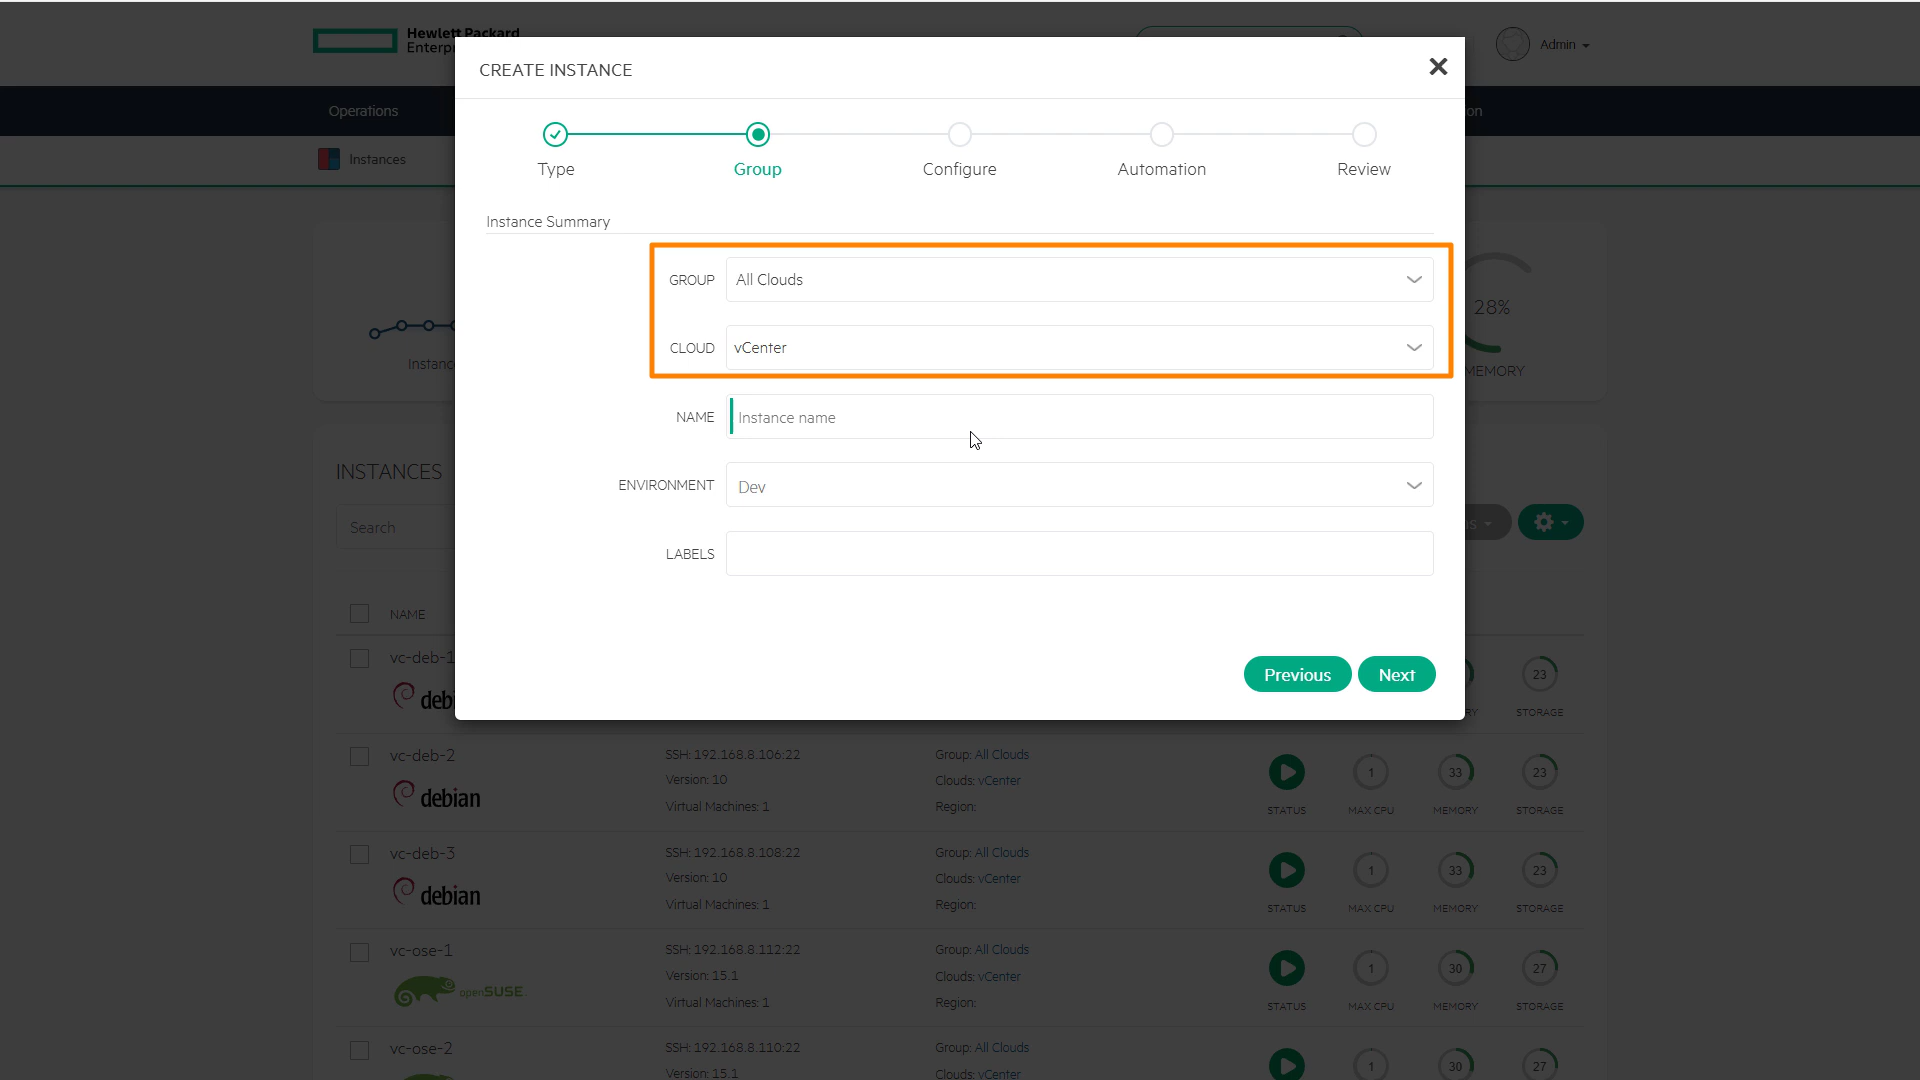 Hewlett Packard
Admin
CREATE INSTANCE
Operations
Instances
Type
Group
Configure
Automation
Review
Instance Summary
GROUP
All Clouds
28%
CLOUD
vCenter
MEMORY
NAME
Instance name
INSTANCES
ENVIRONMENT
Dev
Search
LABELS
NAME
vc-deb-1
Previous
Next
23
STORAGE
vc-deb-2
SSH: 192.168.8.106:22
Group: All Clouds
Version: 10
Clouds: vCenter
1
33
23
debian
Virtual Machines: 1
Region:
STATUS
MAX CPU
MEMORY
STORAGE
vc-deb-3
SSH: 192.168.8.108:22
Group: All Clouds
Version: 10
Clouds: vCenter
1
33
23
debian
Virtual Machines: 1
Region:
STATUS
MAX CPU
MEMORY
STORAGE
vc-ose-1
SSH: 192.168.8.112:22
Group: All Clouds
Version: 15.1
Clouds: vCenter
1
30
27
openSUSE
Virtual Machines: 1
Region:
STATUS
MAX CPU
MEMORY
STORAGE
vc-ose-2
SSH: 192.168.8.110:22
Group: All Clouds
Version: 15.1
Clouds: vCenter
1
30
27